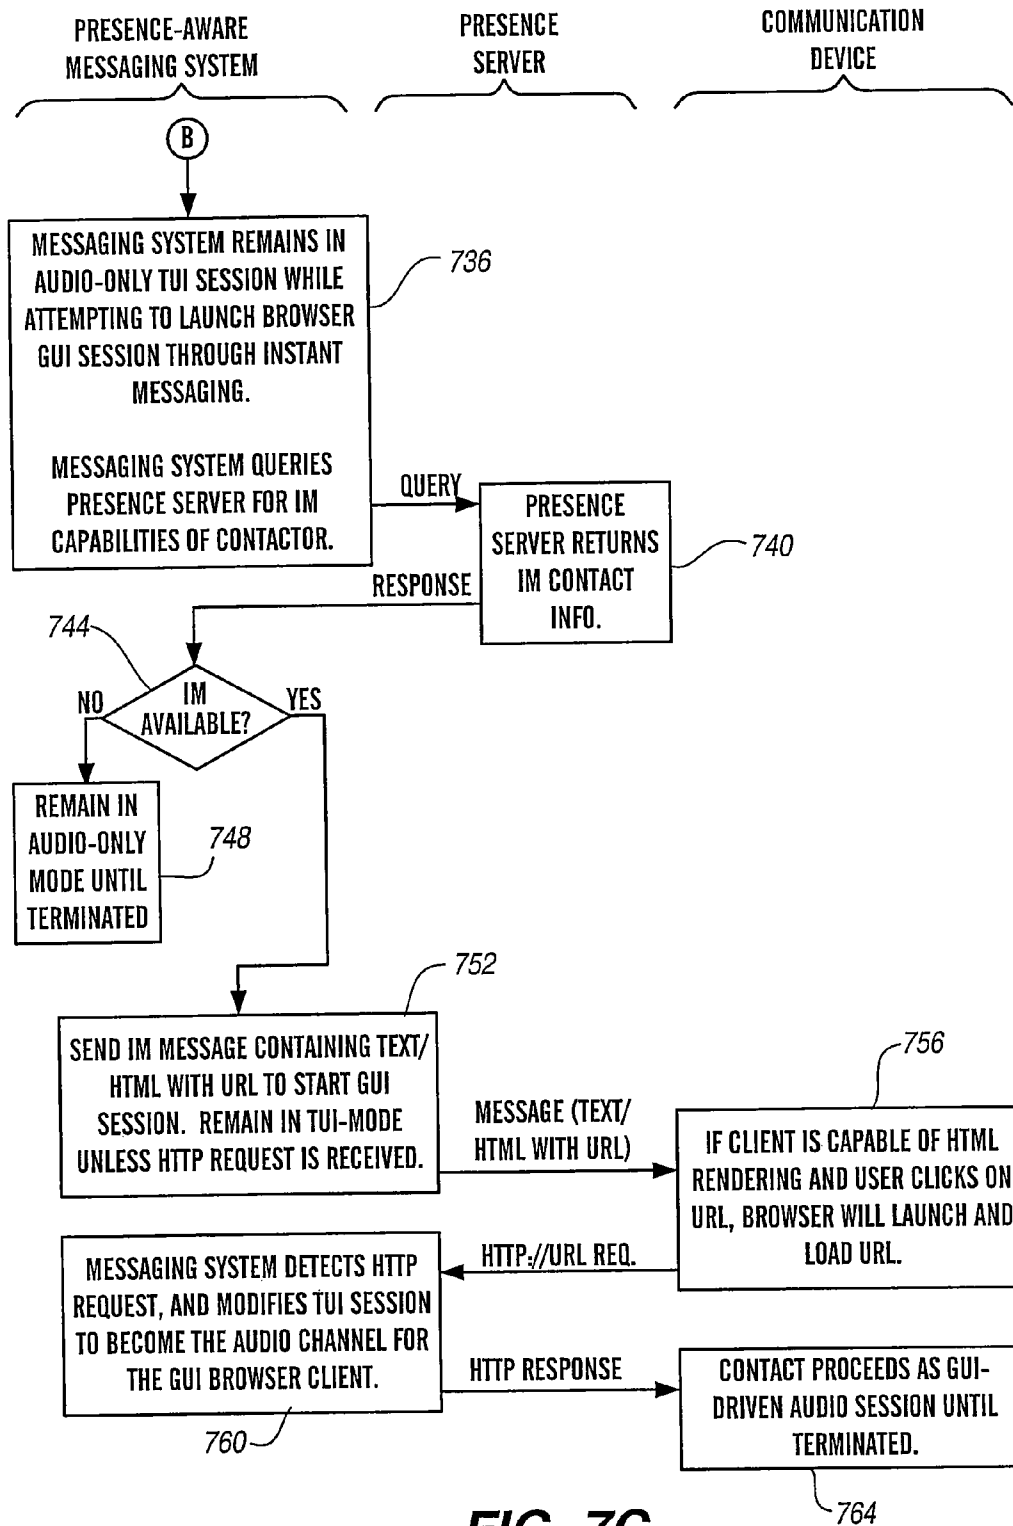 PRESENCE-AWARE
MESSAGING SYSTEM
PRESENCE
SERVER
COMMUNICATION
DEVICE
B
MESSAGING SYSTEM REMAINS IN
AUDIO-ONLY TUI SESSION WHILE
ATTEMPTING TO LAUNCH BROWSER
GUI SESSION THROUGH INSTANT
MESSAGING.
MESSAGING SYSTEM QUERIES
PRESENCE SERVER FOR IM
CAPABILITIES OF CONTACTOR.
736
QUERY
PRESENCE
SERVER RETURNS
IM CONTACT
INFO.
740
RESPONSE
744
IM
AVAILABLE?
NO
YES
REMAIN IN
AUDIO-ONLY
MODE UNTIL
TERMINATED
748
752
SEND IM MESSAGE CONTAINING TEXT/
HTML WITH URL TO START GUI
SESSION. REMAIN IN TUI-MODE
UNLESS HTTP REQUEST IS RECEIVED.
MESSAGE (TEXT/
HTML WITH URL)
756
IF CLIENT IS CAPABLE OF HTML
RENDERING AND USER CLICKS ON
URL, BROWSER WILL LAUNCH AND
LOAD URL.
HTTP://URL REQ.
MESSAGING SYSTEM DETECTS HTTP
REQUEST, AND MODIFIES TUI SESSION
TO BECOME THE AUDIO CHANNEL FOR
THE GUI BROWSER CLIENT.
760
HTTP RESPONSE
CONTACT PROCEEDS AS GUI-
DRIVEN AUDIO SESSION UNTIL
TERMINATED.
764
FIG. 7C